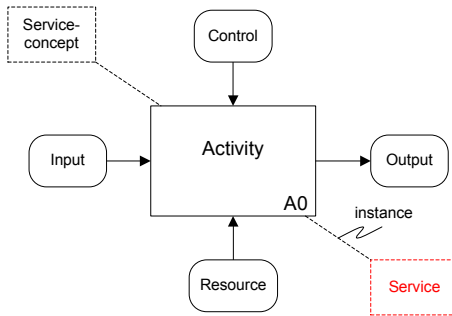 Service-
concept
Control
Input
Activity
Output
A0
instance
Resource
Service